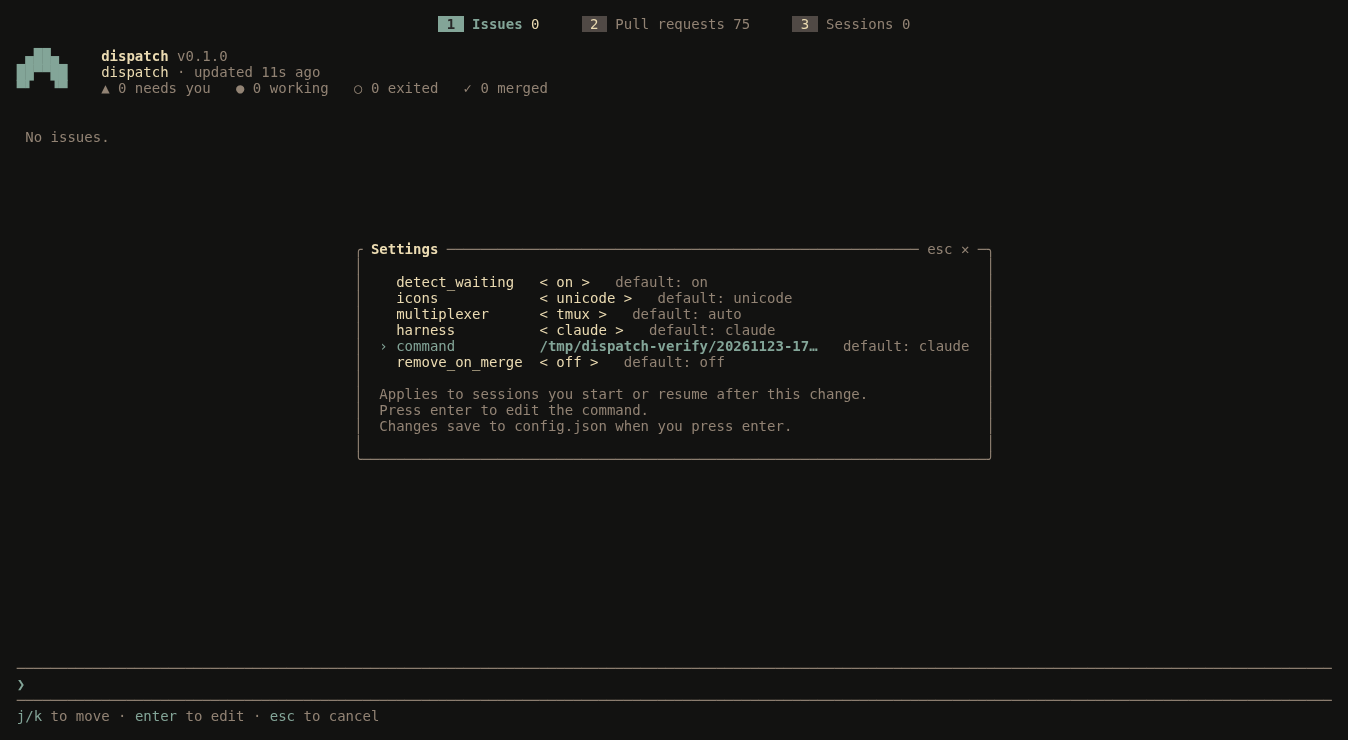 1 Issues 0 2 Pull requests 75 3 Sessions 0
dispatch v0.1.0
dispatch · updated 11s ago
▲ 0 needs you ● 0 working ○ 0 exited ✓ 0 merged
No issues.
Settings esc ×
detect_waiting < on > default: on
icons < unicode > default: unicode
multiplexer < tmux > default: auto
harness < claude > default: claude
› command /tmp/dispatch-verify/20261123-17… default: claude
remove_on_merge < off > default: off
Applies to sessions you start or resume after this change.
Press enter to edit the command.
Changes save to config.json when you press enter.
❯
j/k to move · enter to edit · esc to cancel